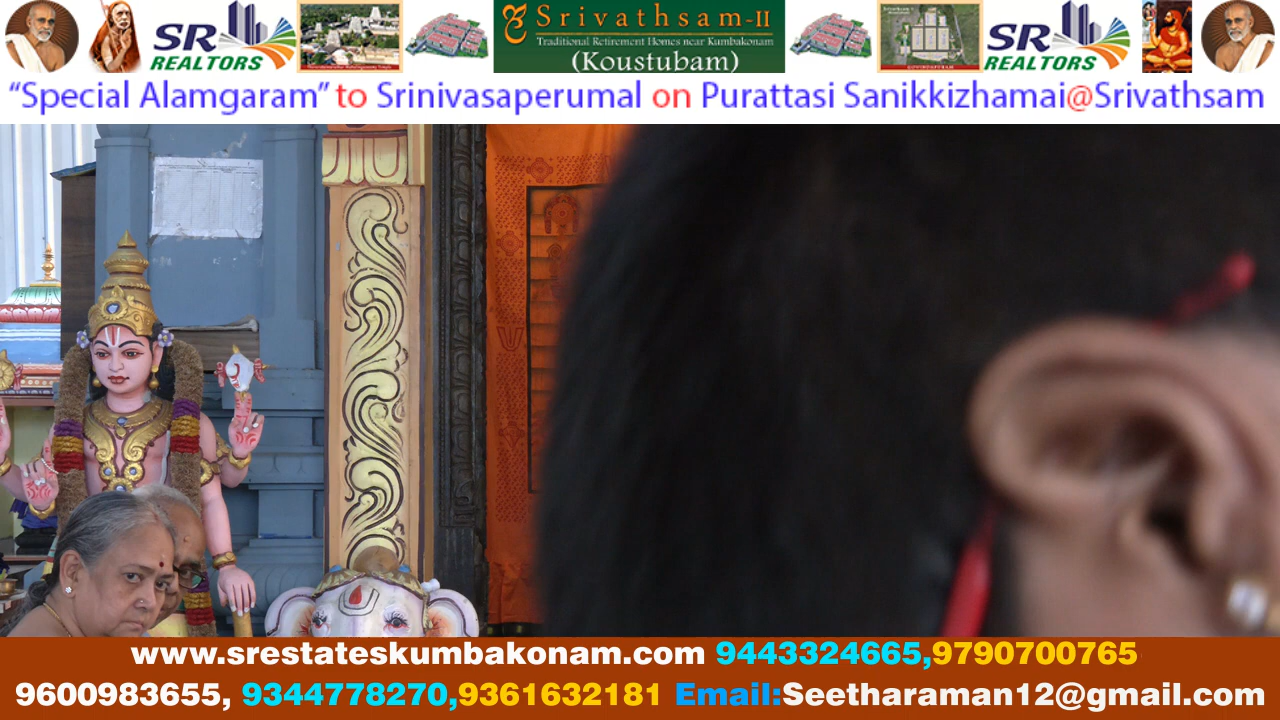 SR REALTORS
Srivathsam-II
Traditional Retirement Homes near Kumbakonam
(Koustubam)
SR REALTORS
“Special Alamgaram” to Srinivasaperumal on Purattasi Sanikkizhamai@Srivathsam
www.srestateskumbakonam.com 9443324665,9790700765
9600983655, 9344778270,9361632181 Email:Seetharaman12@gmail.com